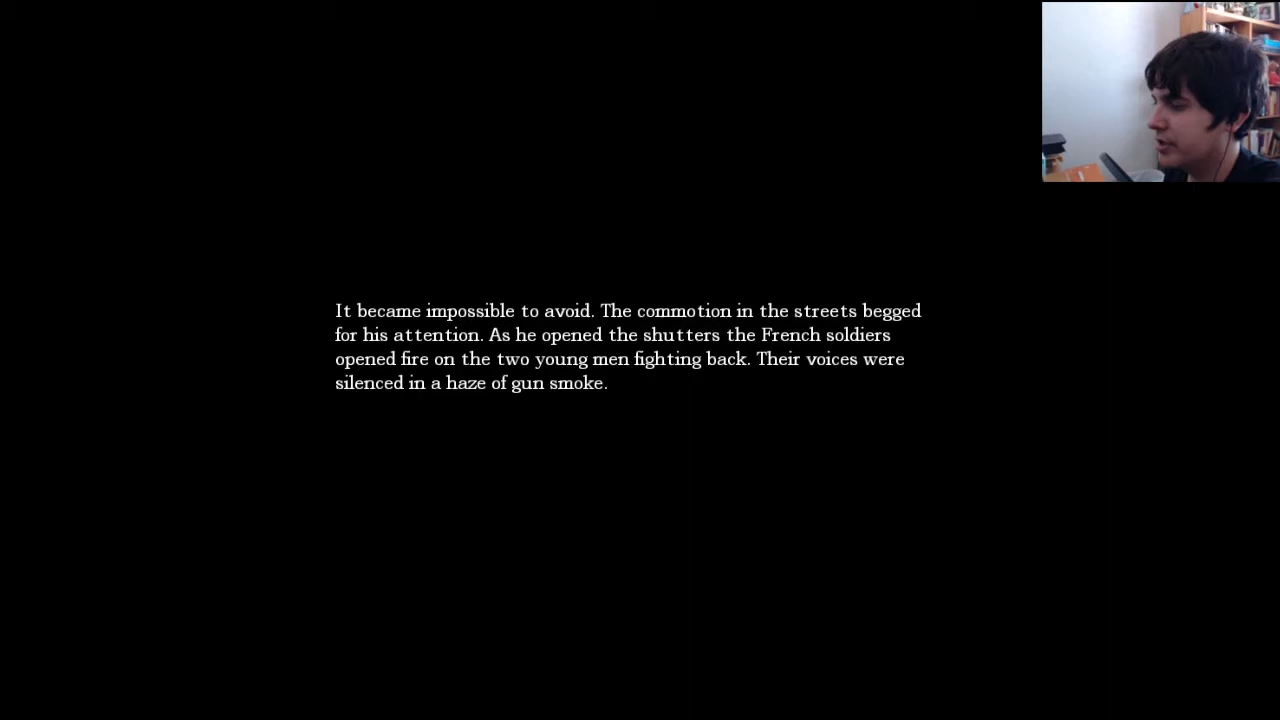 It became impossible to avoid. The commotion in the streets begged
for his attention. As he opened the shutters the French soldiers
opened fire on the two young men fighting back. Their voices were
silenced in a haze of gun smoke.